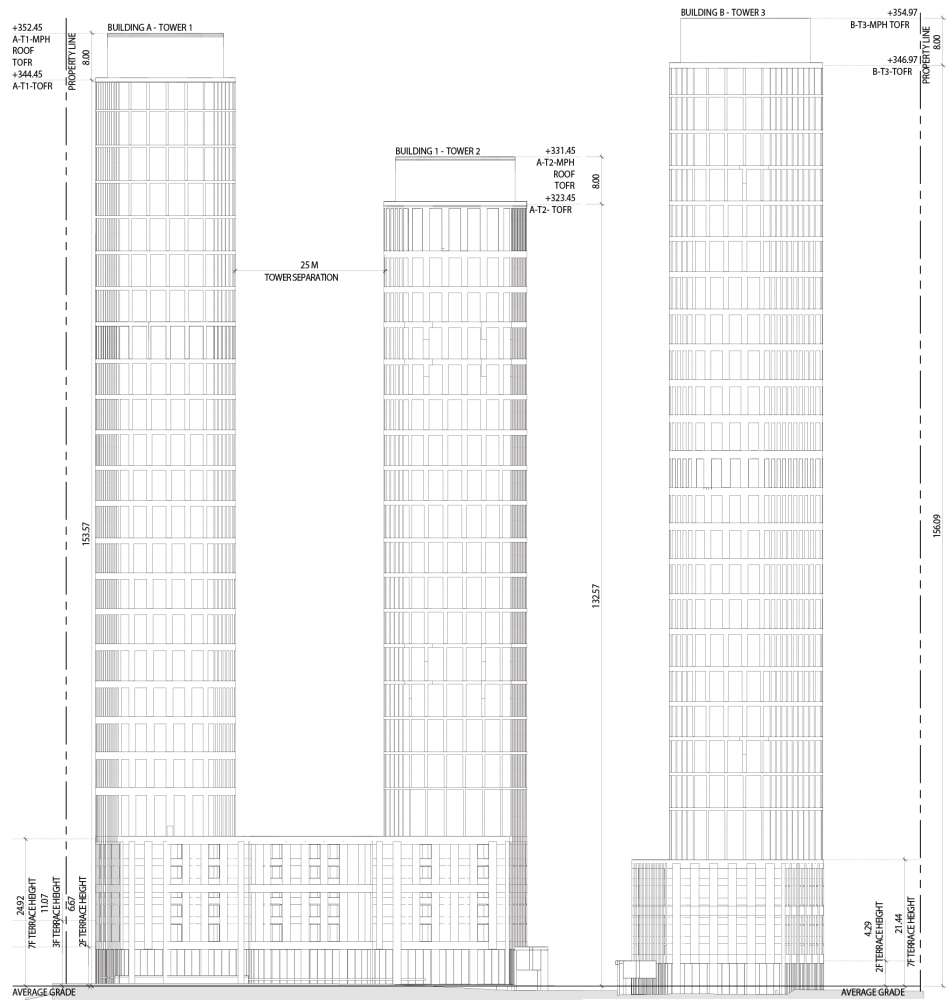 +352.45
A-T1-MPH
ROOF
TOFR
+344.45
A-T1-TOFR
PROPERTY LINE
8.00
BUILDING A - TOWER 1
BUILDING 1 - TOWER 2
+331.45
A-T2-MPH
ROOF
TOFR
+323.45
A-T2- TOFR
8.00
BUILDING B - TOWER 3
+354.97
B-T3-MPH TOFR
+346.97
B-T3-TOFR
PROPERTY LINE
8.00
25 M
TOWER SEPARATION
153.57
132.57
156.09
24.92
7F TERRACE HEIGHT
11.07
3F TERRACE HEIGHT
6.67
2F TERRACE HEIGHT
4.29
2F TERRACE HEIGHT
21.44
7F TERRACE HEIGHT
AVERAGE GRADE
AVERAGE GRADE